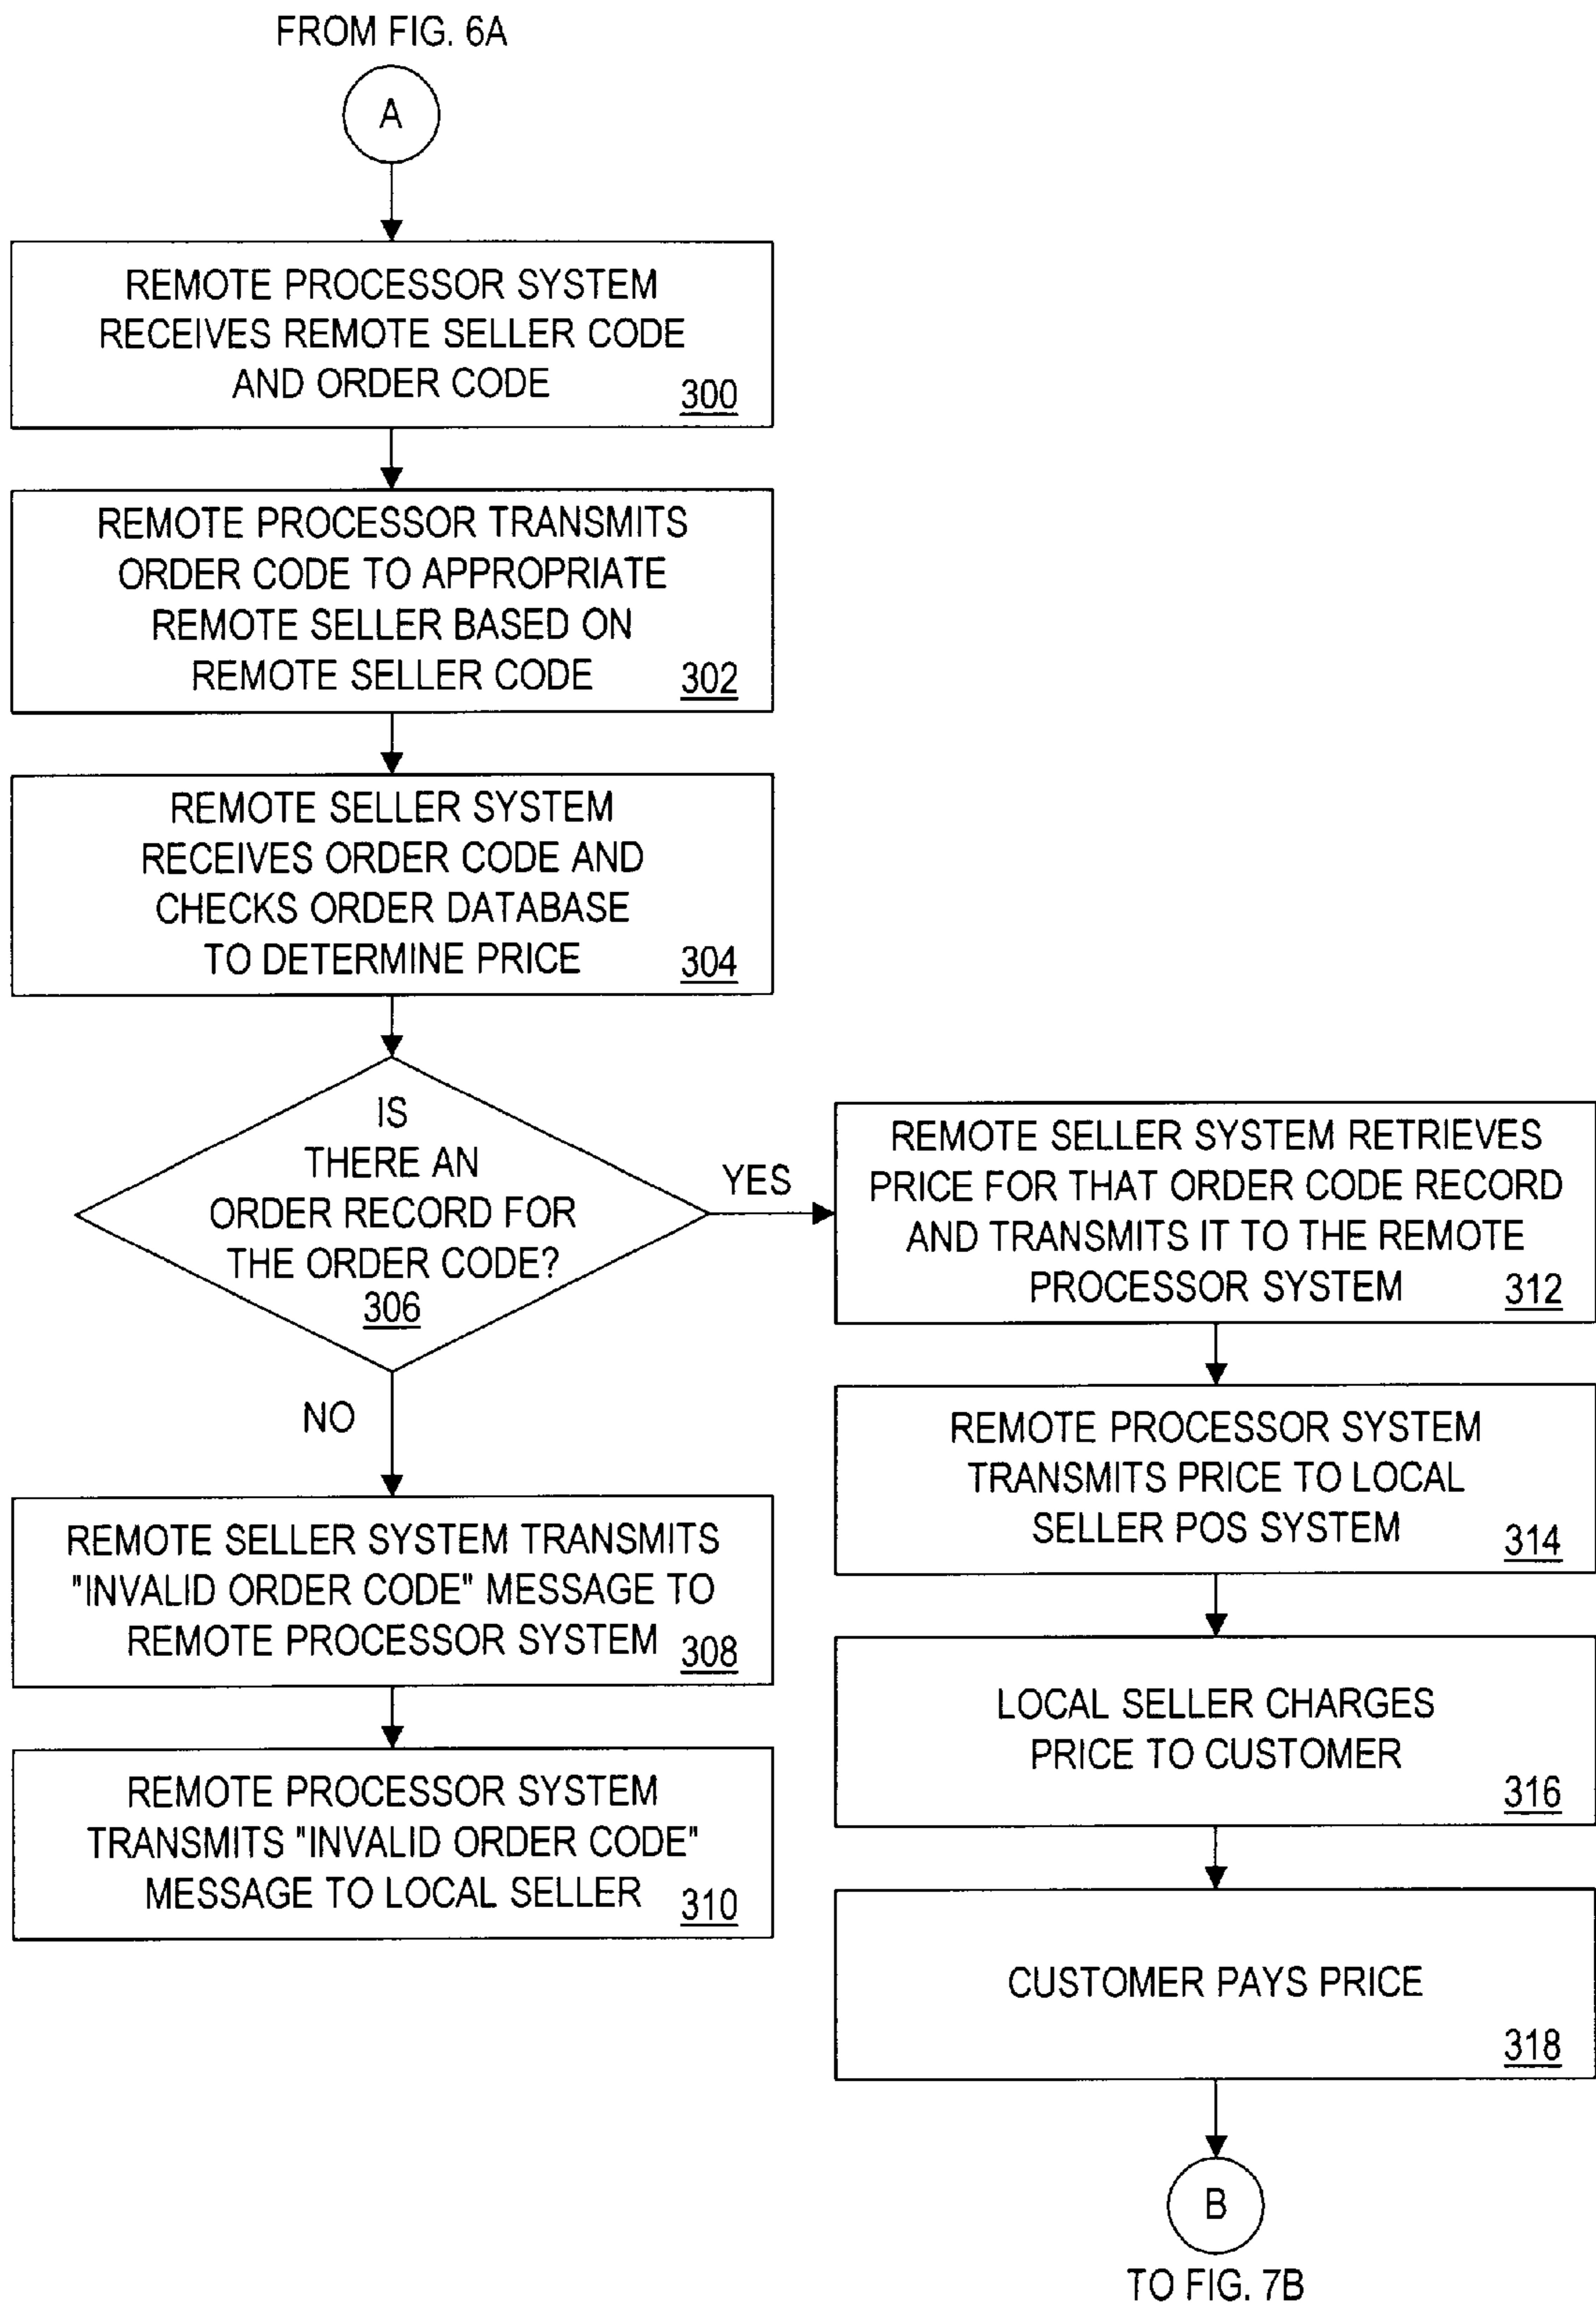 FROM FIG. 6A
A
REMOTE PROCESSOR SYSTEM
RECEIVES REMOTE SELLER CODE
AND ORDER CODE 300
REMOTE PROCESSOR TRANSMITS
ORDER CODE TO APPROPRIATE
REMOTE SELLER BASED ON
REMOTE SELLER CODE 302
REMOTE SELLER SYSTEM
RECEIVES ORDER CODE AND
CHECKS ORDER DATABASE
TO DETERMINE PRICE 304
IS
THERE AN
ORDER RECORD FOR
THE ORDER CODE?
306
NO
REMOTE SELLER SYSTEM TRANSMITS
"INVALID ORDER CODE" MESSAGE TO
REMOTE PROCESSOR SYSTEM 308
REMOTE PROCESSOR SYSTEM
TRANSMITS "INVALID ORDER CODE"
MESSAGE TO LOCAL SELLER 310
YES
REMOTE SELLER SYSTEM RETRIEVES
PRICE FOR THAT ORDER CODE RECORD
AND TRANSMITS IT TO THE REMOTE
PROCESSOR SYSTEM 312
REMOTE PROCESSOR SYSTEM
TRANSMITS PRICE TO LOCAL
SELLER POS SYSTEM 314
LOCAL SELLER CHARGES
PRICE TO CUSTOMER
316
CUSTOMER PAYS PRICE
318
B
TO FIG. 7B